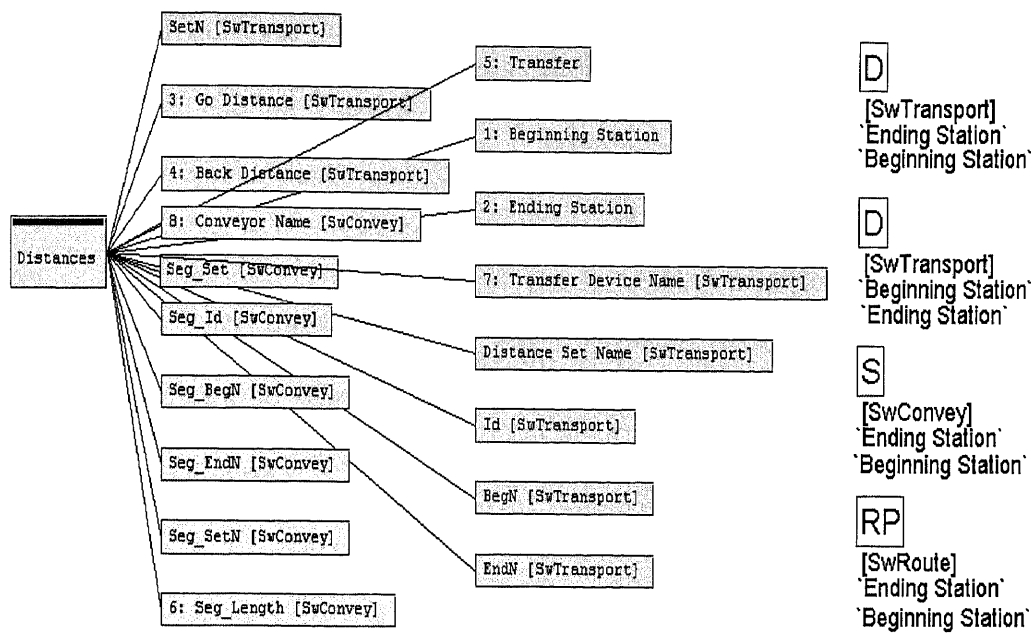 Distances
SetN [SwTransport]
3: Go Distance [SwTransport]
4: Back Distance [SwTransport]
8: Conveyor Name [SwConvey]
Seg_Set [SwConvey]
Seg_Id [SwConvey]
Seg_BegN [SwConvey]
Seg_EndN [SwConvey]
Seg_SetN [SwConvey]
6: Seg_Length [SwConvey]
5: Transfer
1: Beginning Station
2: Ending Station
7: Transfer Device Name [SwTransport]
Distance Set Name [SwTransport]
Id [SwTransport]
BegN [SwTransport]
EndN [SwTransport]
D
[SwTransport]
`Ending Station`
`Beginning Station`
D
[SwTransport]
`Beginning Station`
`Ending Station`
S
[SwConvey]
`Ending Station`
`Beginning Station`
RP
[SwRoute]
`Ending Station`
`Beginning Station`